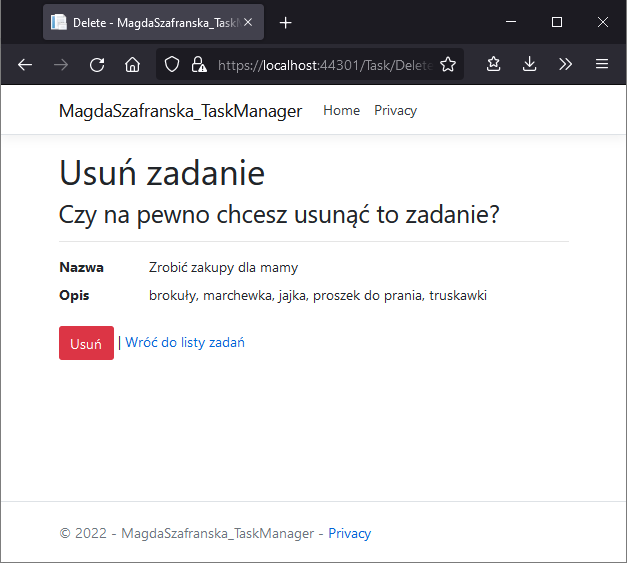 Delete - MagdaSzafranska_Task
https://localhost:44301/Task/Delete
MagdaSzafranska_TaskManager Home Privacy
Usuń zadanie
Czy na pewno chcesz usunąć to zadanie?
Nazwa Zrobić zakupy dla mamy
Opis brokuły, marchewka, jajka, proszek do prania, truskawki
Usuń | Wróć do listy zadań
© 2022 - MagdaSzafranska_TaskManager - Privacy